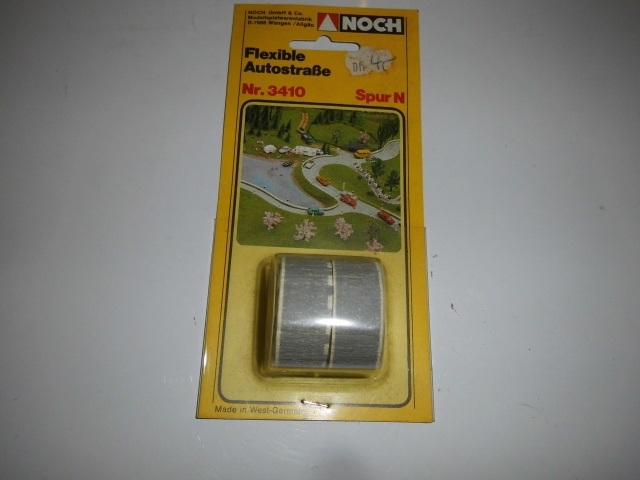 NOCH GmbH & Co.
Modellspielwarenfabrik
D-7988 Wangen / Allgäu
NOCH
Flexible
Autostraße
Nr. 3410
Spur N
Made in West-Germany